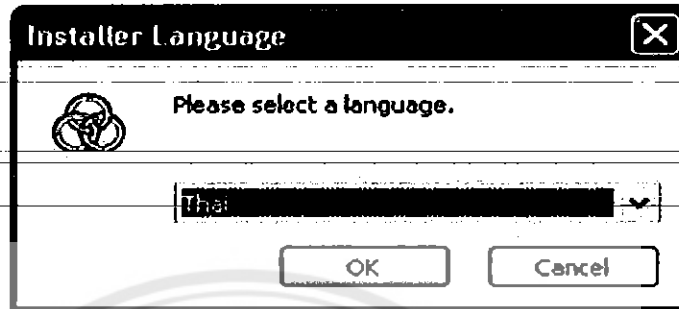 Installer Language
Please select a language.
Thai
OK
Cancel